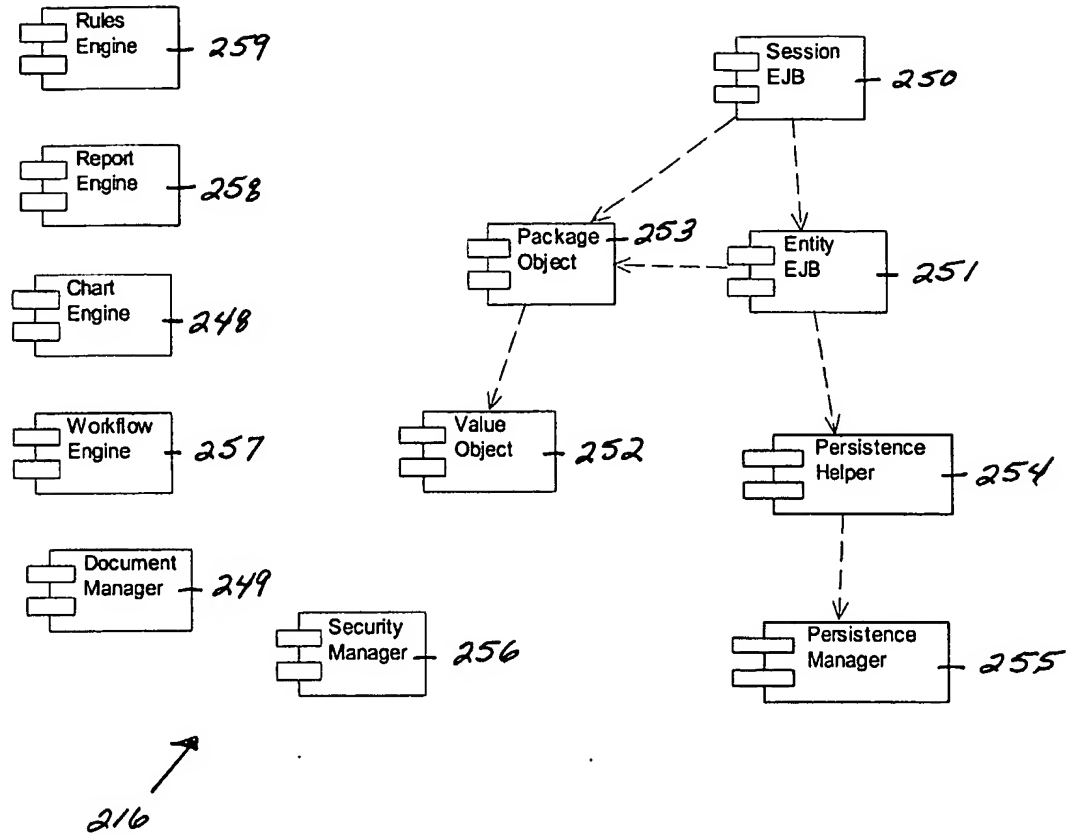 Rules
Engine
259
Session
EJB
250
Report
Engine
258
Package
Object
253
Entity
EJB
251
Chart
Engine
248
Value
Object
252
Workflow
Engine
257
Persistence
Helper
254
Document
Manager
249
Security
Manager
256
Persistence
Manager
255
216